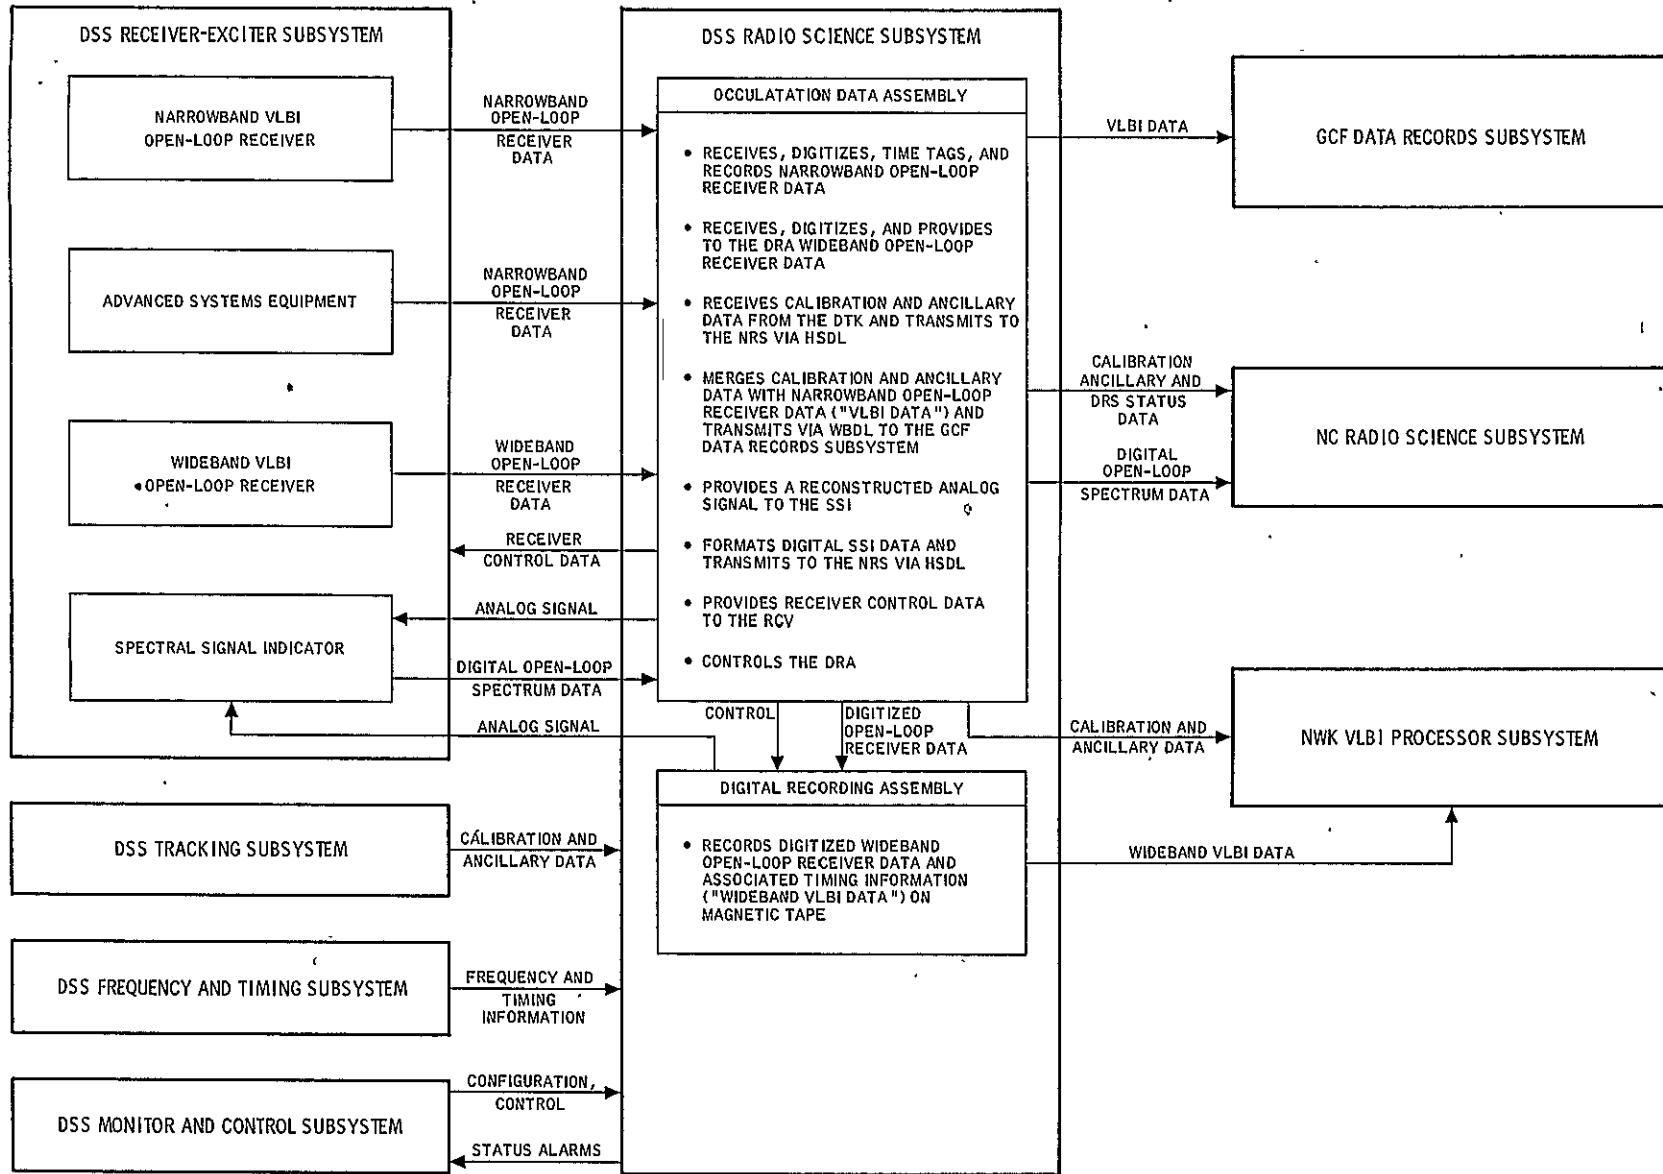 DSS RECEIVER-EXCITER SUBSYSTEM
NARROWBAND VLBI
OPEN-LOOP RECEIVER
ADVANCED SYSTEMS EQUIPMENT
WIDEBAND VLBI
OPEN-LOOP RECEIVER
SPECTRAL SIGNAL INDICATOR
DSS TRACKING SUBSYSTEM
DSS FREQUENCY AND TIMING SUBSYSTEM
DSS MONITOR AND CONTROL SUBSYSTEM
NARROWBAND
OPEN-LOOP
RECEIVER
DATA
NARROWBAND
OPEN-LOOP
RECEIVER
DATA
WIDEBAND
OPEN-LOOP
RECEIVER
DATA
RECEIVER
CONTROL DATA
ANALOG SIGNAL
DIGITAL OPEN-LOOP
SPECTRUM DATA
ANALOG SIGNAL
CALIBRATION AND
ANCILLARY DATA
FREQUENCY AND
TIMING
INFORMATION
CONFIGURATION,
CONTROL
STATUS ALARMS
DSS RADIO SCIENCE SUBSYSTEM
OCCULATATION DATA ASSEMBLY
• RECEIVES, DIGITIZES, TIME TAGS, AND
RECORDS NARROWBAND OPEN-LOOP
RECEIVER DATA
• RECEIVES, DIGITIZES, AND PROVIDES
TO THE DRA WIDEBAND OPEN-LOOP
RECEIVER DATA
• RECEIVES CALIBRATION AND ANCILLARY
DATA FROM THE DTK AND TRANSMITS TO
THE NRS VIA HSDL
• MERGES CALIBRATION AND ANCILLARY
DATA WITH NARROWBAND OPEN-LOOP
RECEIVER DATA ("VLBI DATA") AND
TRANSMITS VIA WBDL TO THE GCF
DATA RECORDS SUBSYSTEM
• PROVIDES A RECONSTRUCTED ANALOG
SIGNAL TO THE SSI
• FORMATS DIGITAL SSI DATA AND
TRANSMITS TO THE NRS VIA HSDL
• PROVIDES RECEIVER CONTROL DATA
TO THE RCV
• CONTROLS THE DRA
CONTROL
DIGITIZED
OPEN-LOOP
RECEIVER DATA
DIGITAL RECORDING ASSEMBLY
• RECORDS DIGITIZED WIDEBAND
OPEN-LOOP RECEIVER DATA AND
ASSOCIATED TIMING INFORMATION
("WIDEBAND VLBI DATA") ON
MAGNETIC TAPE
VLBI DATA
CALIBRATION
ANCILLARY AND
DRS STATUS
DATA
DIGITAL
OPEN-LOOP
SPECTRUM DATA
CALIBRATION AND
ANCILLARY DATA
WIDEBAND VLBI DATA
GCF DATA RECORDS SUBSYSTEM
NC RADIO SCIENCE SUBSYSTEM
NWK VLBI PROCESSOR SUBSYSTEM